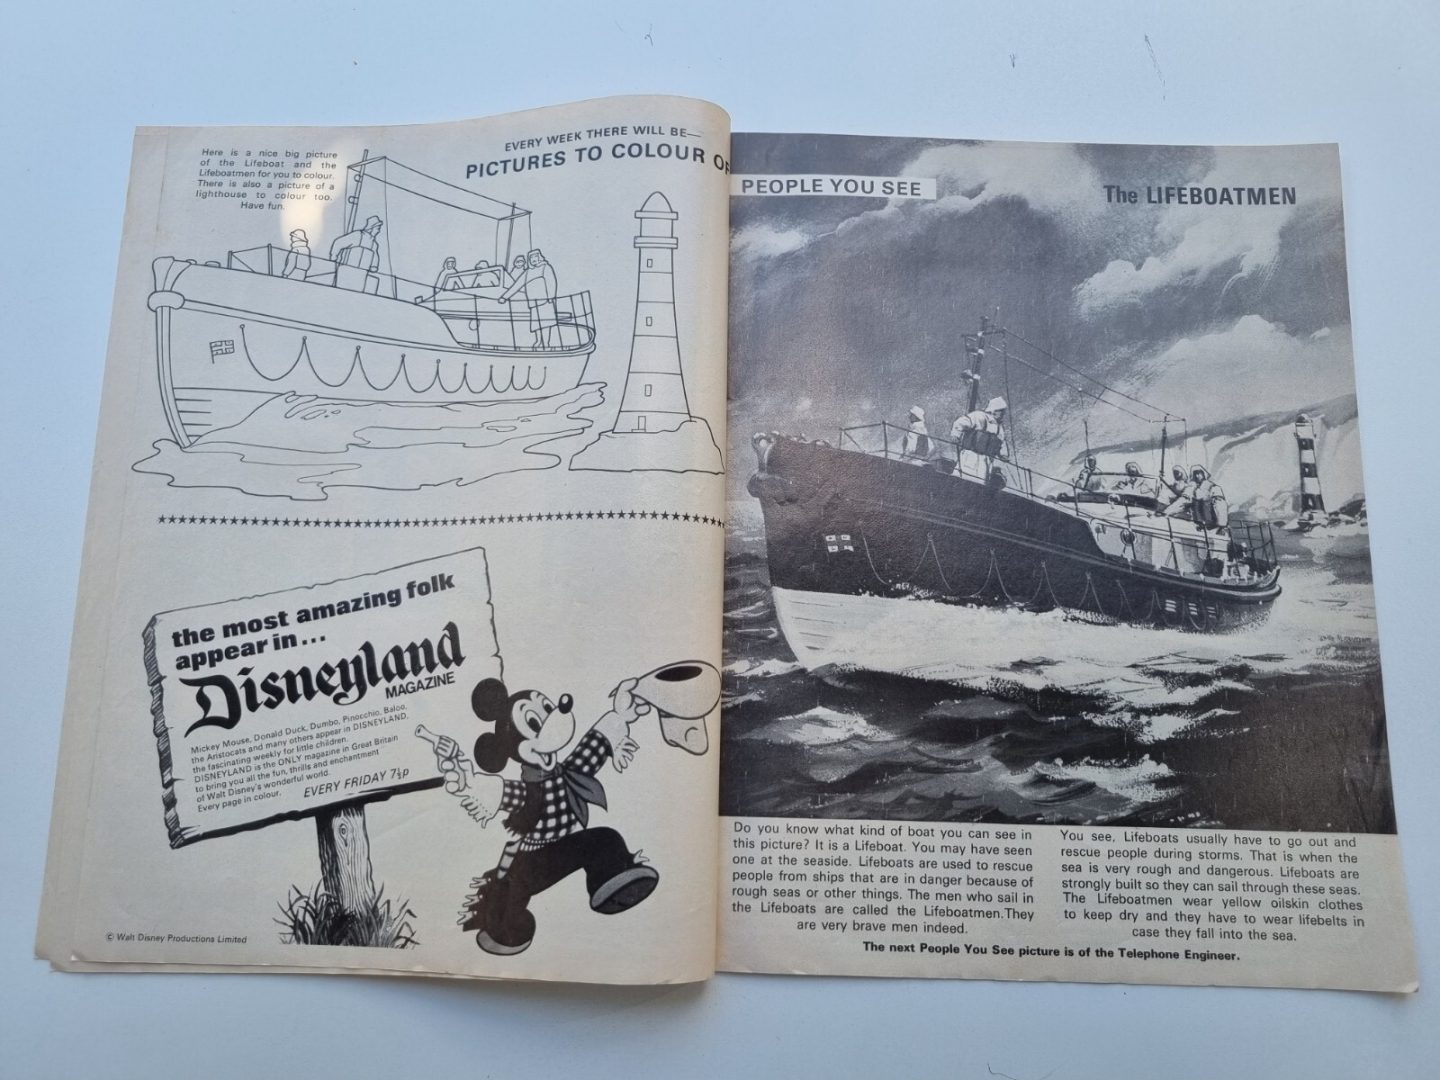 Here is a nice big picture
of the Lifeboat and the
Lifeboatmen for you to colour.
There is also a picture of a
lighthouse to colour too.
Have fun.
EVERY WEEK THERE WILL BE—
PICTURES TO COLOUR OF
PEOPLE YOU SEE
The LIFEBOATMEN
the most amazing folk
appear in...
Disneyland
MAGAZINE
Mickey Mouse, Donald Duck, Dumbo, Pinocchio, Baloo,
the Aristocats and many others appear in DISNEYLAND,
the fascinating weekly for little children.
DISNEYLAND is the ONLY magazine in Great Britain
to bring you all the fun, thrills and enchantment
of Walt Disney's wonderful world.
Every page in colour.
EVERY FRIDAY 7½p
© Walt Disney Productions Limited
Do you know what kind of boat you can see in
this picture? It is a Lifeboat. You may have seen
one at the seaside. Lifeboats are used to rescue
people from ships that are in danger because of
rough seas or other things. The men who sail in
the Lifeboats are called the Lifeboatmen.They
are very brave men indeed.
You see, Lifeboats usually have to go out and
rescue people during storms. That is when the
sea is very rough and dangerous. Lifeboats are
strongly built so they can sail through these seas.
The Lifeboatmen wear yellow oilskin clothes
to keep dry and they have to wear lifebelts in
case they fall into the sea.
The next People You See picture is of the Telephone Engineer.